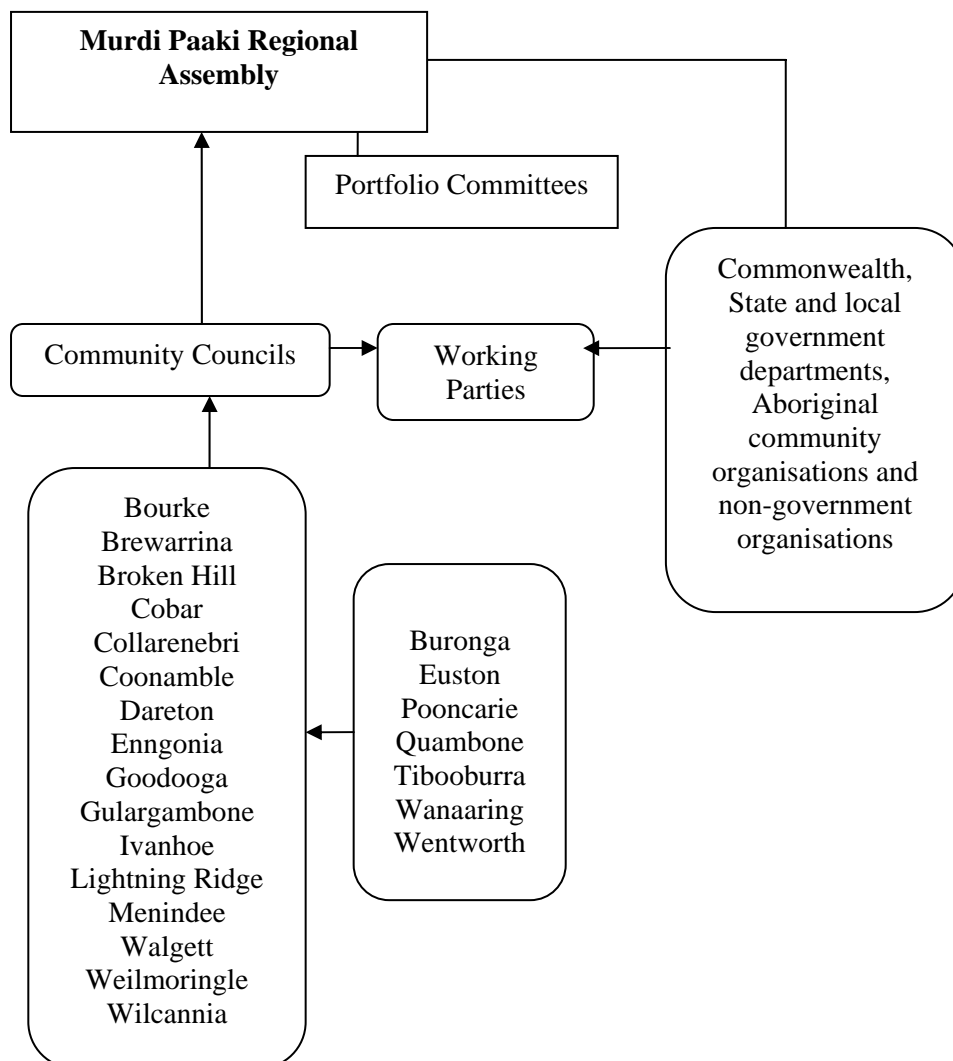 Murdi Paaki Regional
Assembly
Portfolio Committees
Community Councils
Working
Parties
Commonwealth,
State and local
government
departments,
Aboriginal
community
organisations and
non-government
organisations
Bourke
Brewarrina
Broken Hill
Cobar
Collarenebri
Coonamble
Dareton
Enngonia
Goodooga
Gulargambone
Ivanhoe
Lightning Ridge
Menindee
Walgett
Weilmoringle
Wilcannia
Buronga
Euston
Pooncarie
Quambone
Tibooburra
Wanaaring
Wentworth